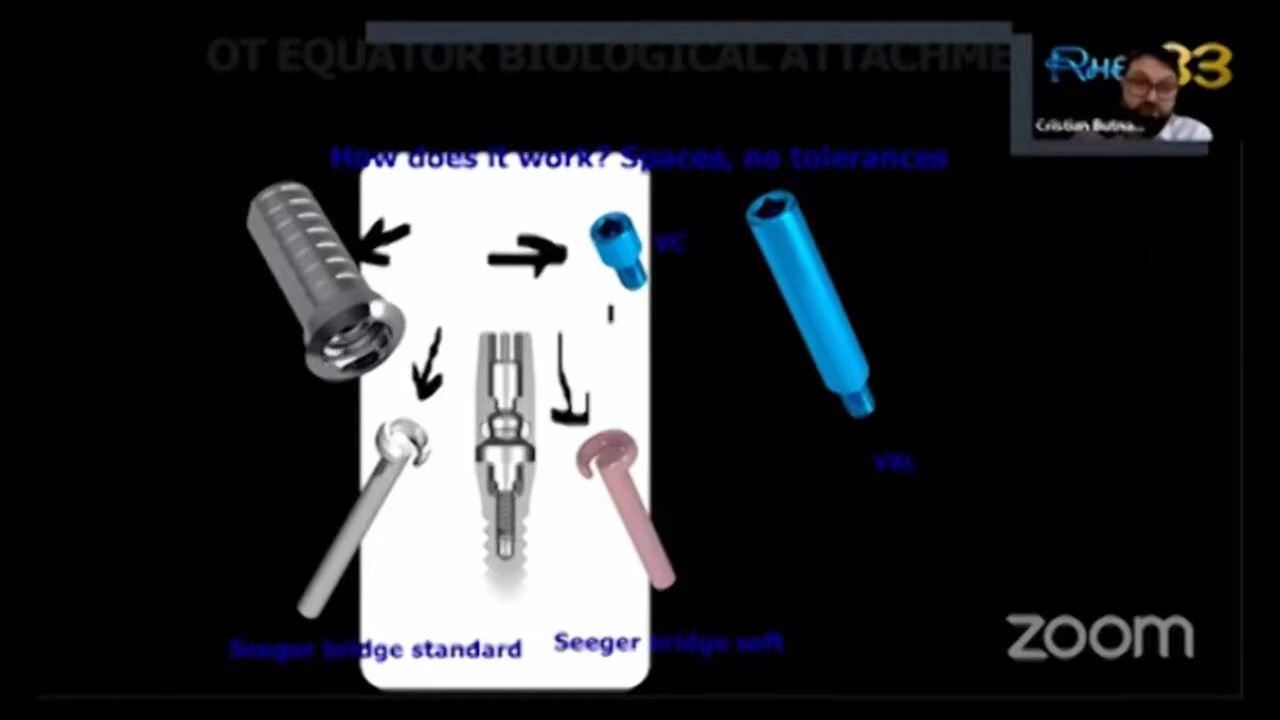 OT EQUATOR BIOLOGICAL ATTACHME
Cristian Butna...
How does it work? Spaces, no tolerances
VC
Seeger bridge standard
Seeger bridge soft
zoom